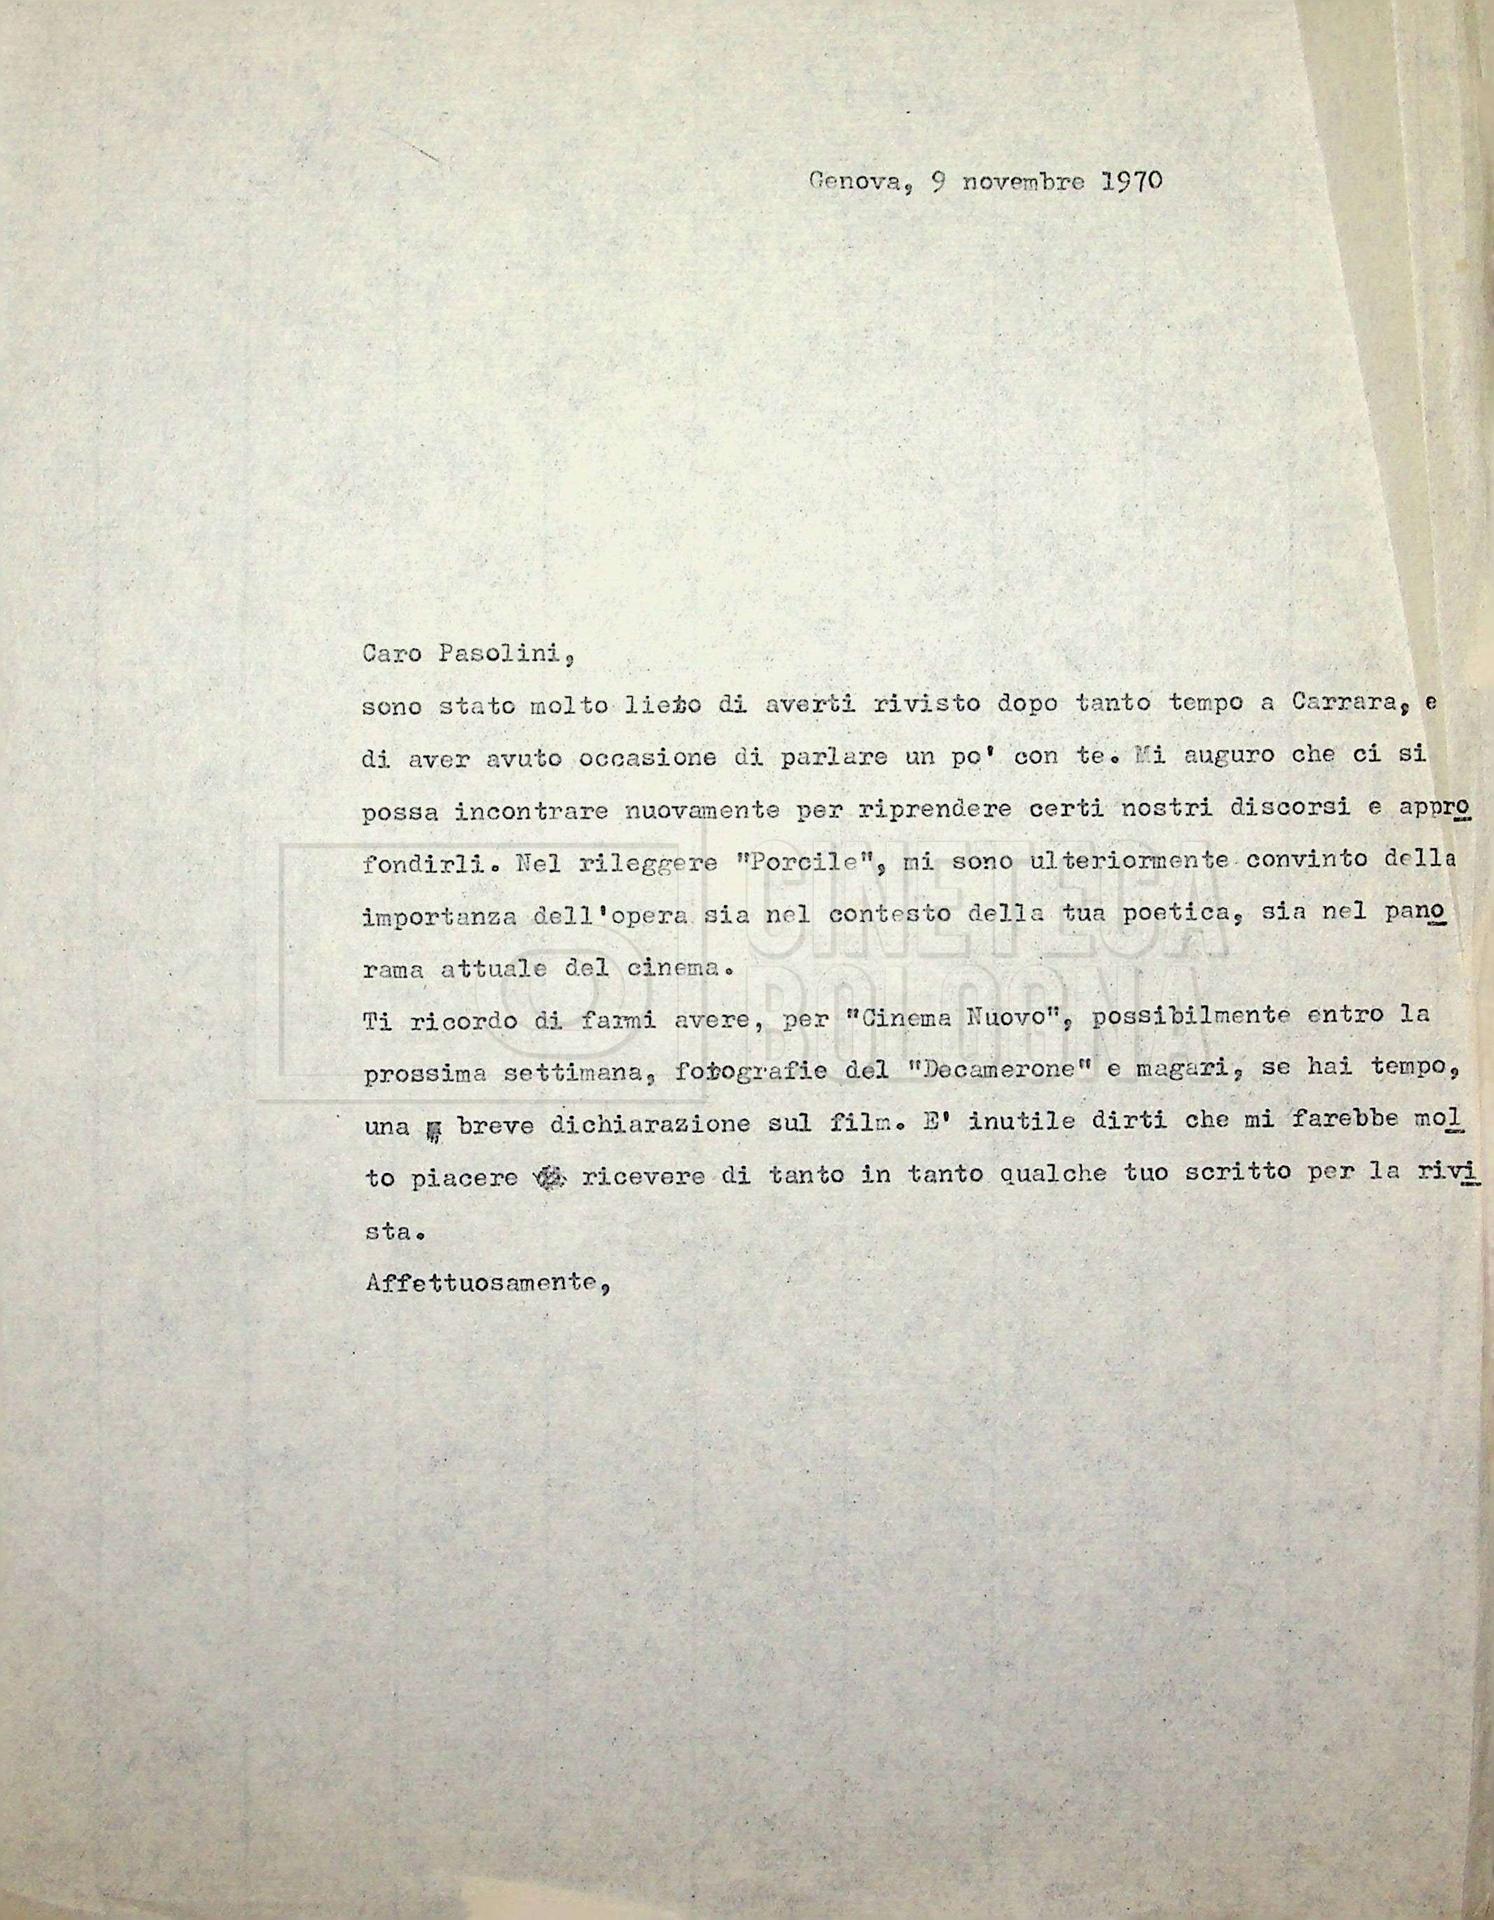 Genova, 9 novembre 1970
Caro Pasolini,
sono stato molto lieto di averti rivisto dopo tanto tempo a Carrara, e
di aver avuto occasione di parlare un po' con te. Mi auguro che ci si
possa incontrare nuovamente per riprendere certi nostri discorsi e appro
fondirli. Nel rileggere "Porcile", mi sono ulteriormente convinto della
importanza dell'opera sia nel contesto della tua poetica, sia nel pano
rama attuale del cinema.
Ti ricordo di farmi avere, per "Cinema Nuovo", possibilmente entro la
prossima settimana, fotografie del "Decamerone" e magari, se hai tempo,
una breve dichiarazione sul film. E' inutile dirti che mi farebbe mol
to piacere ricevere di tanto in tanto qualche tuo scritto per la rivi
sta.
Affettuosamente,
CINETECA
BOLOGNA